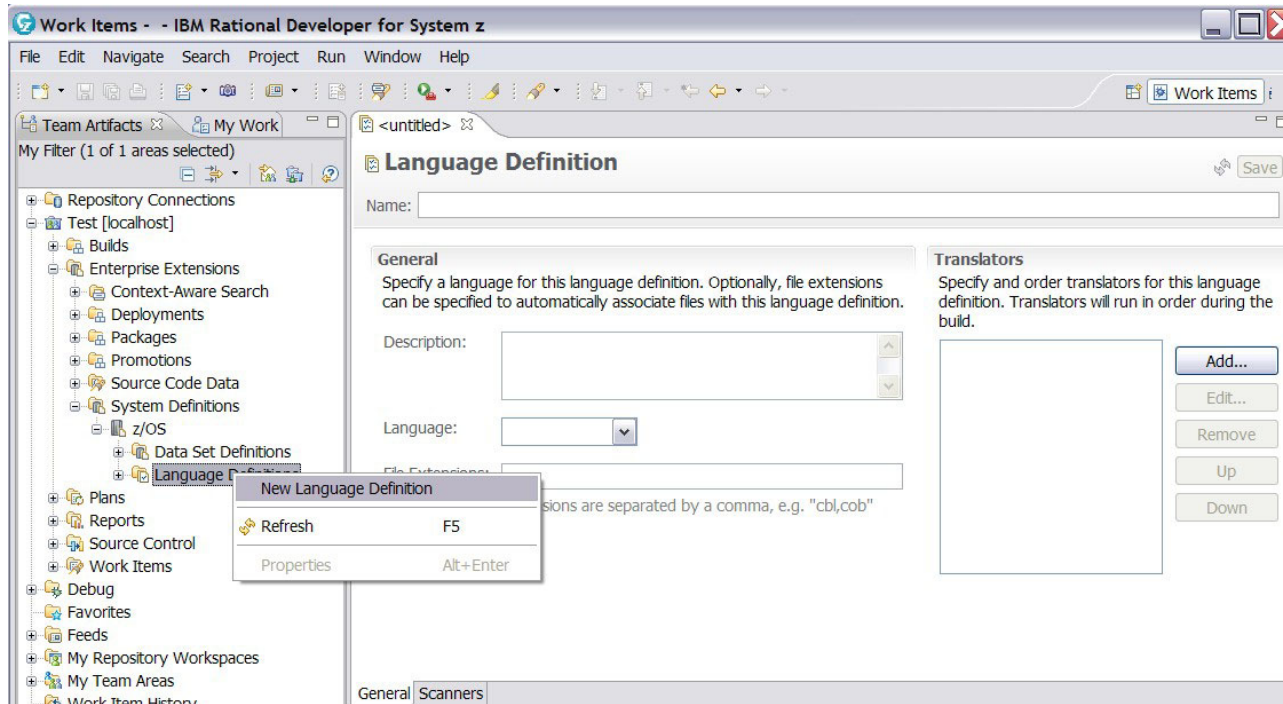 Work Items - - IBM Rational Developer for System z
File Edit Navigate Search Project Run Window Help
Work Items
Team Artifacts My Work
<untitled>
My Filter (1 of 1 areas selected)
Language Definition
Save
Name:
Repository Connections
Test [localhost]
Builds
Enterprise Extensions
Context-Aware Search
Deployments
Packages
Promotions
Source Code Data
System Definitions
z/OS
Data Set Definitions
Language Definitions
Plans
Reports
Source Control
Work Items
Debug
Favorites
Feeds
My Repository Workspaces
My Team Areas
Work Item History
New Language Definition
Refresh F5
Properties Alt+Enter
General
Specify a language for this language definition. Optionally, file extensions
can be specified to automatically associate files with this language definition.
Description:
Language:
File Extensions:
sions are separated by a comma, e.g. "cbl,cob"
Translators
Specify and order translators for this language
definition. Translators will run in order during the
build.
Add...
Edit...
Remove
Up
Down
General Scanners